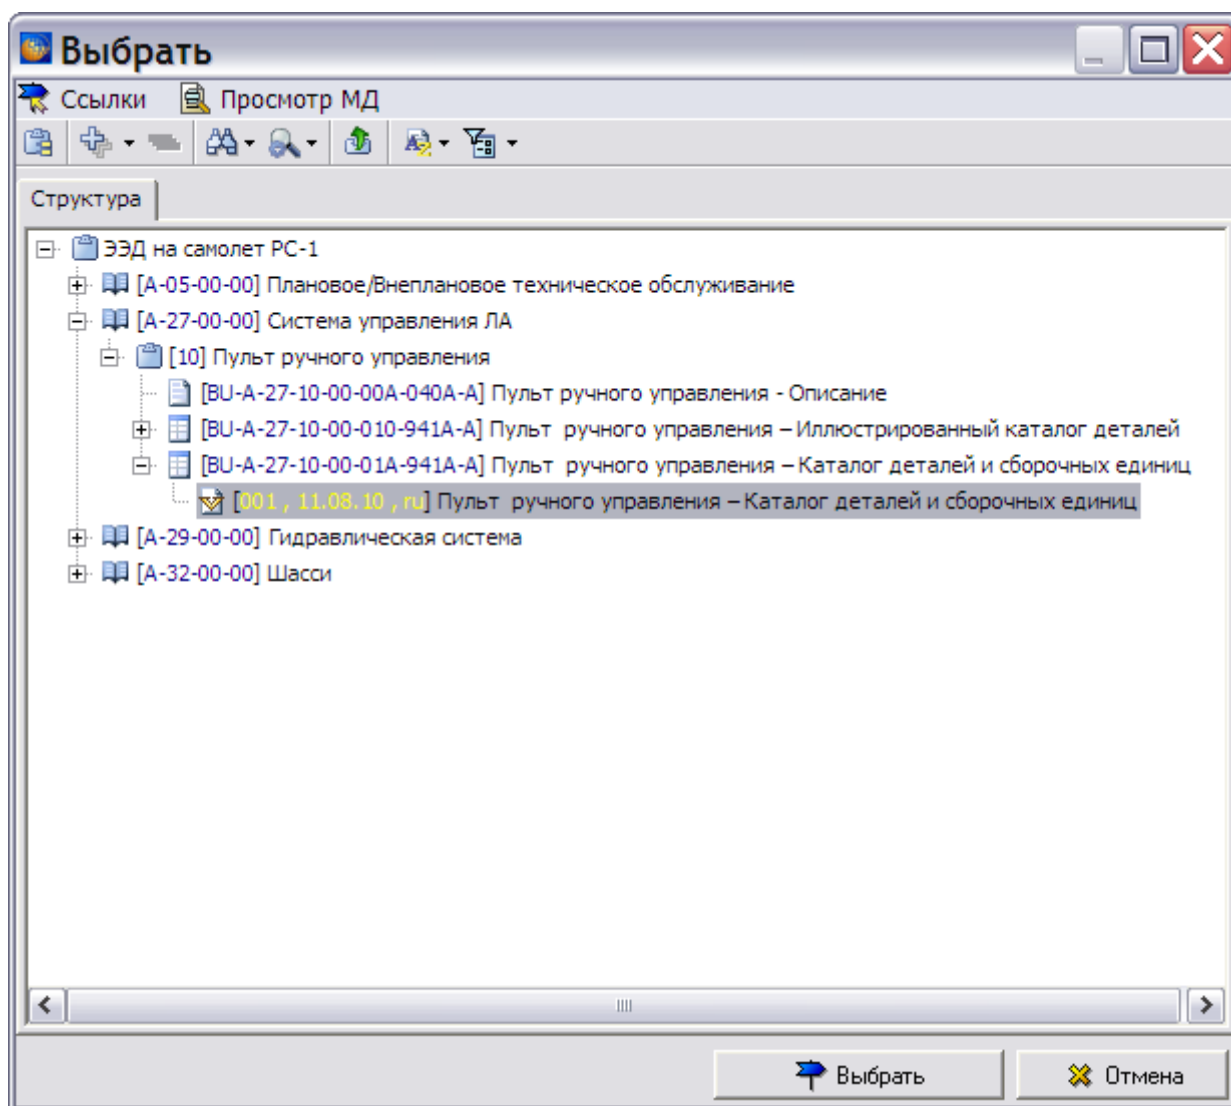 Выбрать
Ссылки Просмотр МД
Структура
ЭЭД на самолет РС-1
[A-05-00-00] Плановое/Внеплановое техническое обслуживание
[A-27-00-00] Система управления ЛА
[10] Пульт ручного управления
[BU-A-27-10-00-00A-040A-A] Пульт ручного управления - Описание
[BU-A-27-10-00-010-941A-A] Пульт ручного управления – Иллюстрированный каталог деталей
[BU-A-27-10-00-01A-941A-A] Пульт ручного управления – Каталог деталей и сборочных единиц
[001 , 11.08.10 , ru] Пульт ручного управления – Каталог деталей и сборочных единиц
[A-29-00-00] Гидравлическая система
[A-32-00-00] Шасси
Выбрать Отмена